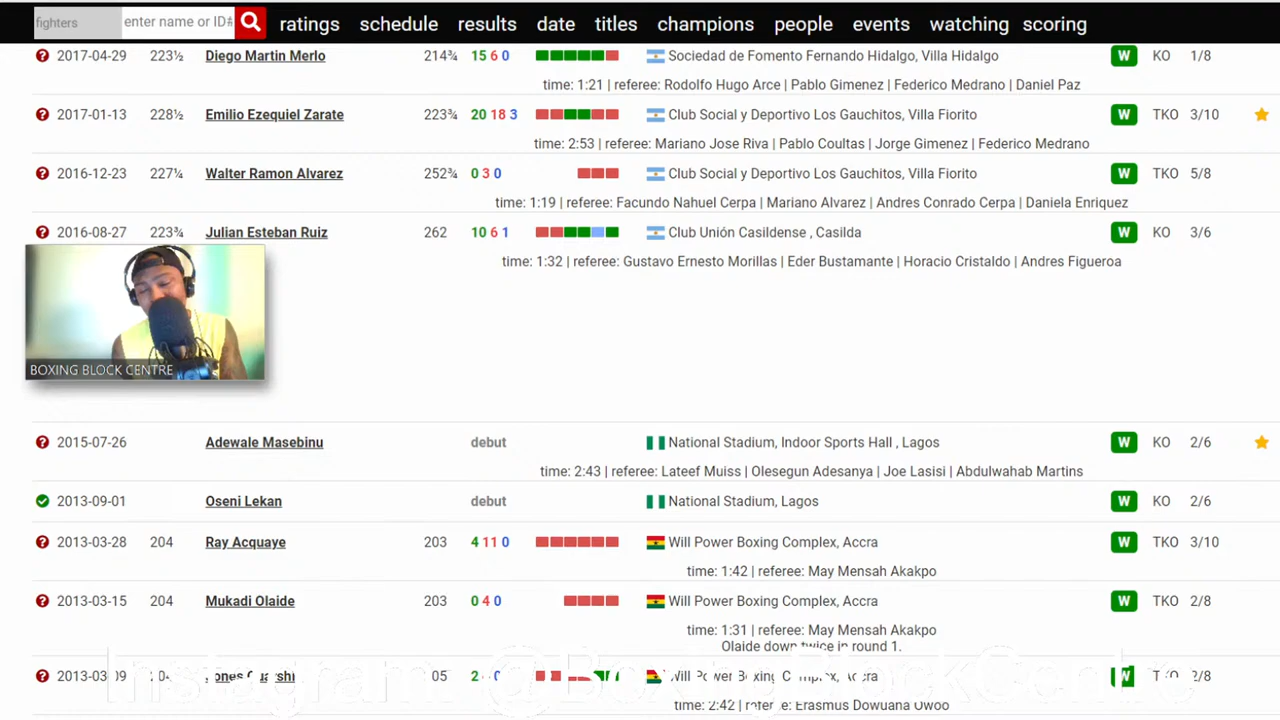 fighters enter name or ID# ratings schedule results date titles champions people events watching scoring
2017-04-29 223½ Diego Martin Merlo 214¾ 15 6 0 Sociedad de Fomento Fernando Hidalgo, Villa Hidalgo W KO 1/8
time: 1:21 | referee: Rodolfo Hugo Arce | Pablo Gimenez | Federico Medrano | Daniel Paz
2017-01-13 228½ Emilio Ezequiel Zarate 223¾ 20 18 3 Club Social y Deportivo Los Gauchitos, Villa Fiorito W TKO 3/10
time: 2:53 | referee: Mariano Jose Riva | Pablo Coultas | Jorge Gimenez | Federico Medrano
2016-12-23 227¼ Walter Ramon Alvarez 252¾ 0 3 0 Club Social y Deportivo Los Gauchitos, Villa Fiorito W TKO 5/8
time: 1:19 | referee: Facundo Nahuel Cerpa | Mariano Alvarez | Andres Conrado Cerpa | Daniela Enriquez
2016-08-27 223¾ Julian Esteban Ruiz 262 10 6 1 Club Unión Casildense , Casilda W KO 3/6
time: 1:32 | referee: Gustavo Ernesto Morillas | Eder Bustamante | Horacio Cristaldo | Andres Figueroa
BOXING BLOCK CENTRE
2015-07-26 Adewale Masebinu debut National Stadium, Indoor Sports Hall , Lagos W KO 2/6
time: 2:43 | referee: Lateef Muiss | Olesegun Adesanya | Joe Lasisi | Abdulwahab Martins
2013-09-01 Oseni Lekan debut National Stadium, Lagos W KO 2/6
2013-03-28 204 Ray Acquaye 203 4 11 0 Will Power Boxing Complex, Accra W TKO 3/10
time: 1:42 | referee: May Mensah Akakpo
2013-03-15 204 Mukadi Olaide 203 0 4 0 Will Power Boxing Complex, Accra W TKO 2/8
time: 1:31 | referee: May Mensah Akakpo
Olaide down twice in round 1.
Will Power Boxing Complex, Accra W TKO 2/8
Instagram: @BoxingBlockCentre
time: 2:42 | referee: Erasmus Dowuana Owoo